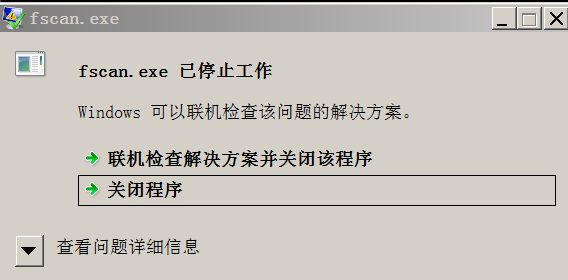 fscan.exe
fscan.exe 已停止工作
Windows 可以联机检查该问题的解决方案。
联机检查解决方案并关闭该程序
关闭程序
查看问题详细信息